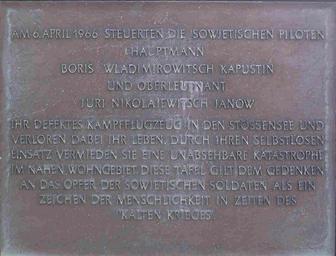 AM 6. APRIL 1966 STEUERTEN DIE SOWJETISCHEN PILOTEN
HAUPTMANN
BORIS WLADIMIROWITSCH KAPUSTIN
UND OBERLEUTNANT
JURI NIKOLAJEWITSCH JANOW
IHR DEFEKTES KAMPFFLUGZEUG IN DEN STÖSSENSEE UND
VERLOREN DABEI IHR LEBEN. DURCH IHREN SELBSTLOSEN
EINSATZ VERMIEDEN SIE EINE UNABSEHBARE KATASTROPHE
IM NAHEN WOHNGEBIET. DIESE TAFEL GILT DEM GEDENKEN
AN DAS OPFER DER SOWJETISCHEN SOLDATEN ALS EIN
ZEICHEN DER MENSCHLICHKEIT IN ZEITEN DES
"KALTEN KRIEGES".